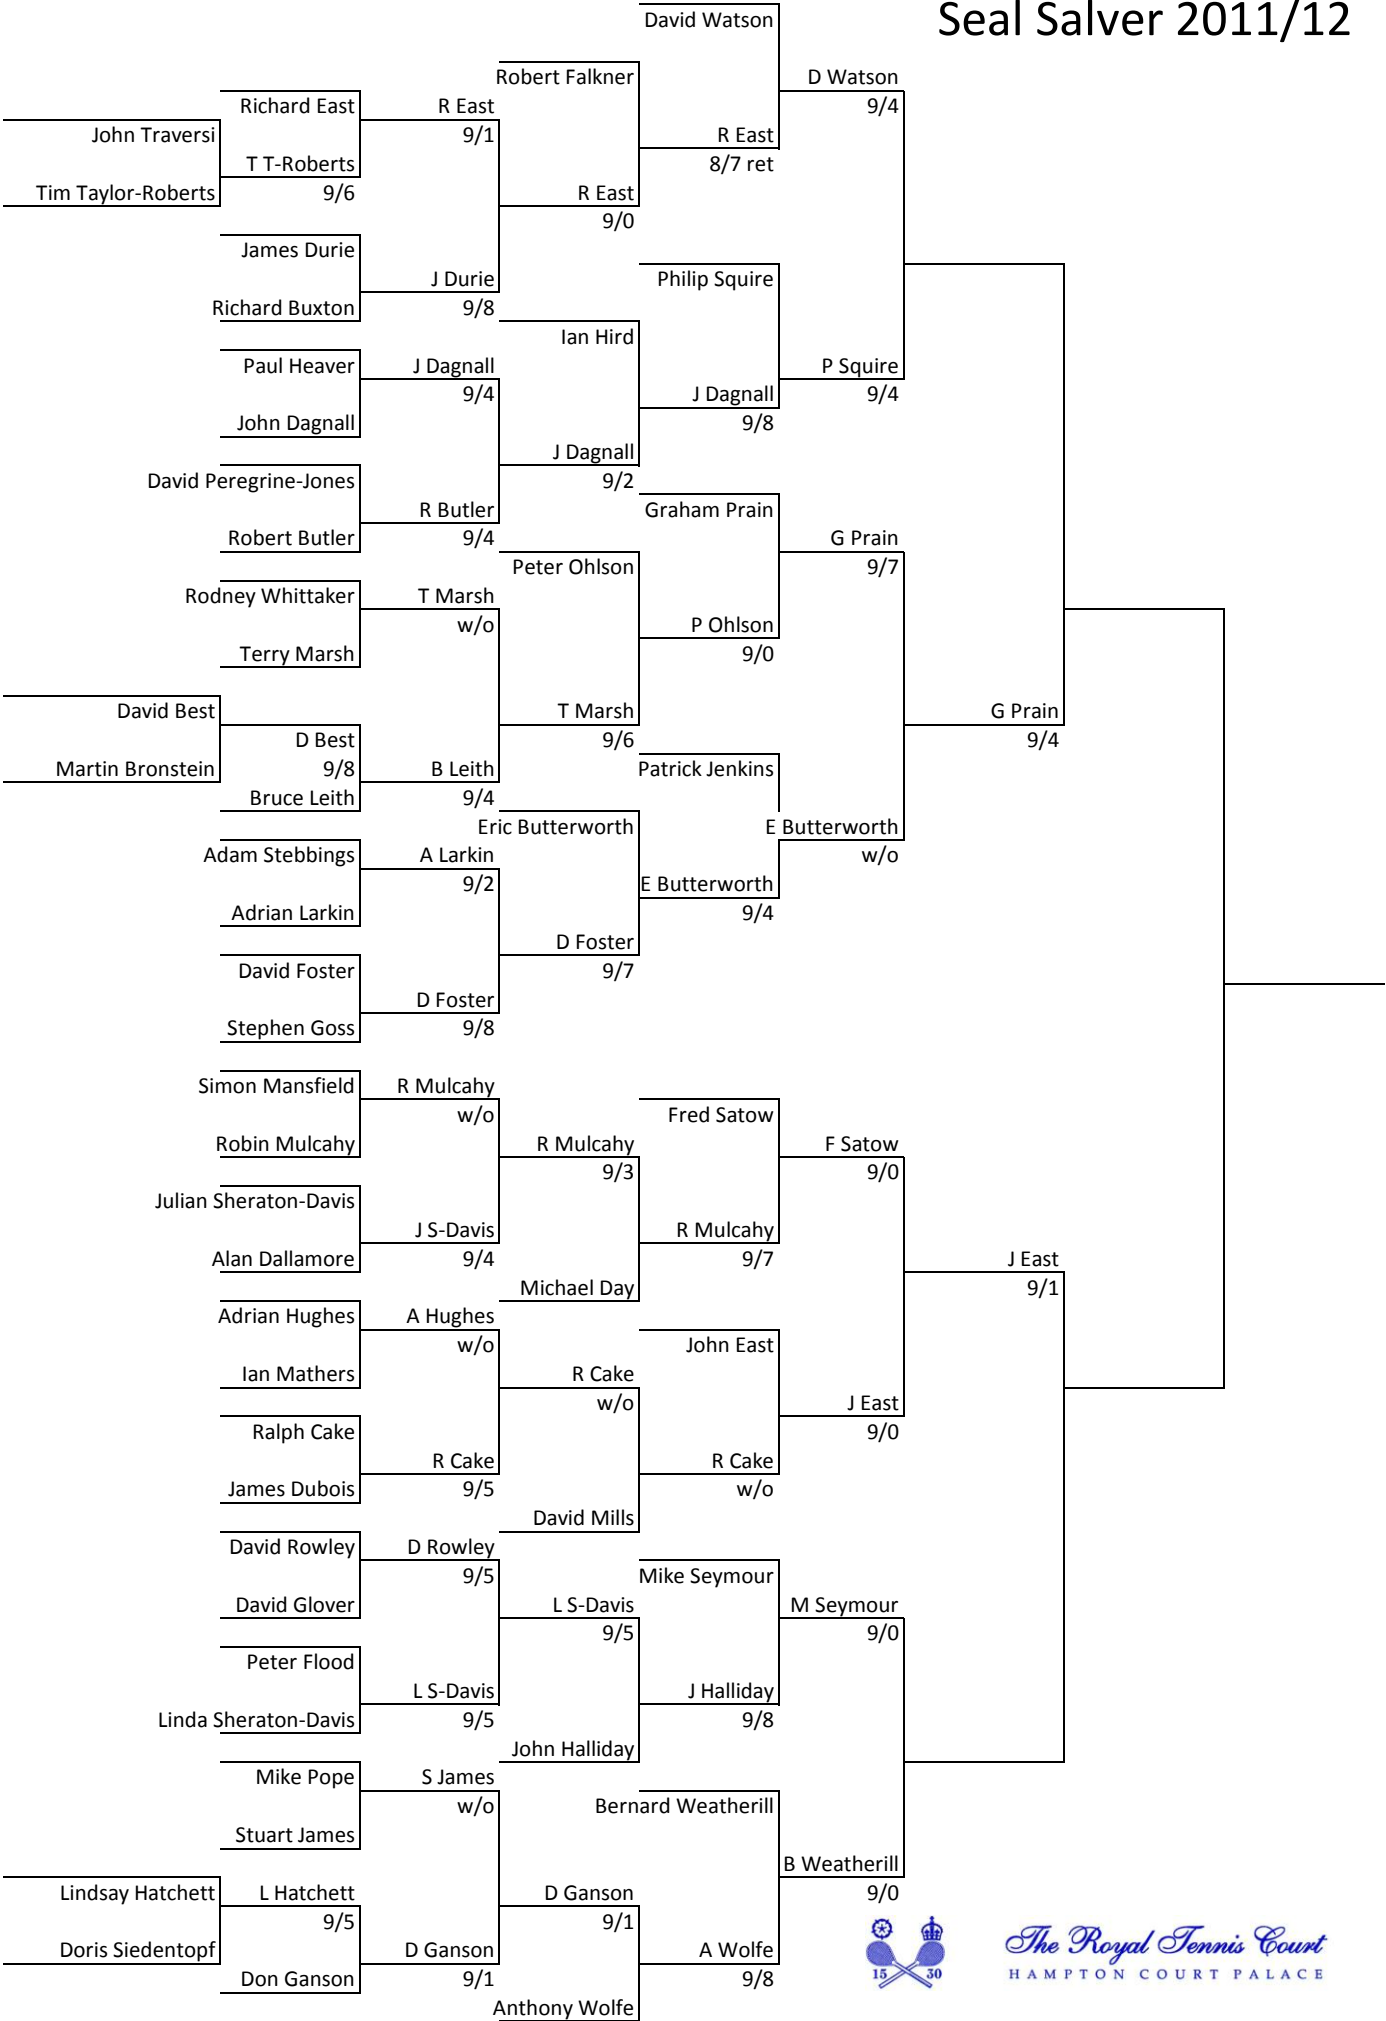 Seal Salver 2011/12
David Watson
Robert Falkner
D Watson
Richard East
R East
9/4
John Traversi
9/1
R East
T T-Roberts
8/7 ret
Tim Taylor-Roberts
9/6
R East
9/0
James Durie
J Durie
Philip Squire
Richard Buxton
9/8
Ian Hird
Paul Heaver
J Dagnall
P Squire
9/4
J Dagnall
9/4
John Dagnall
9/8
J Dagnall
David Peregrine-Jones
9/2
R Butler
Graham Prain
Robert Butler
9/4
G Prain
Peter Ohlson
9/7
Rodney Whittaker
T Marsh
w/o
P Ohlson
Terry Marsh
9/0
David Best
T Marsh
G Prain
D Best
9/6
9/4
Martin Bronstein
9/8
B Leith
Patrick Jenkins
Bruce Leith
9/4
Eric Butterworth
E Butterworth
Adam Stebbings
A Larkin
w/o
9/2
E Butterworth
Adrian Larkin
9/4
D Foster
David Foster
9/7
D Foster
Stephen Goss
9/8
Simon Mansfield
R Mulcahy
w/o
Fred Satow
Robin Mulcahy
R Mulcahy
F Satow
9/3
9/0
Julian Sheraton-Davis
J S-Davis
R Mulcahy
Alan Dallamore
9/4
9/7
J East
Michael Day
9/1
Adrian Hughes
A Hughes
w/o
John East
Ian Mathers
R Cake
w/o
J East
Ralph Cake
9/0
R Cake
R Cake
James Dubois
9/5
w/o
David Mills
David Rowley
D Rowley
9/5
Mike Seymour
David Glover
L S-Davis
M Seymour
9/5
9/0
Peter Flood
L S-Davis
J Halliday
Linda Sheraton-Davis
9/5
9/8
John Halliday
Mike Pope
S James
w/o
Bernard Weatherill
Stuart James
B Weatherill
Lindsay Hatchett
L Hatchett
D Ganson
9/0
9/5
9/1
Doris Siedentopf
D Ganson
A Wolfe
Don Ganson
9/1
9/8
Anthony Wolfe
15 30
The Royal Tennis Court
HAMPTON COURT PALACE